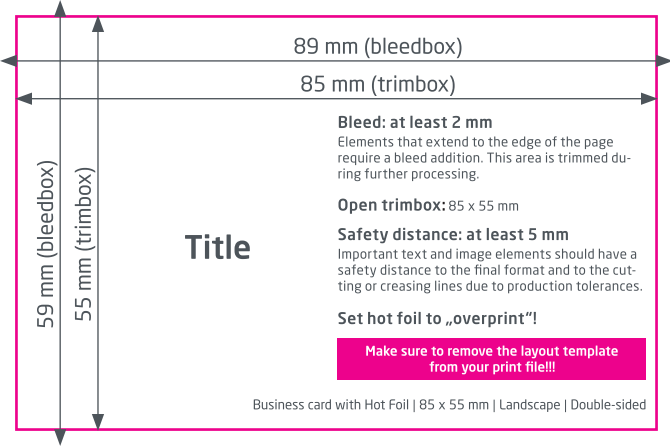 89 mm (bleedbox)
85 mm (trimbox)
59 mm (bleedbox)
55 mm (trimbox)
Title
Bleed: at least 2 mm
Elements that extend to the edge of the page
require a bleed addition. This area is trimmed du-
ring further processing.
Open trimbox: 85 x 55 mm
Safety distance: at least 5 mm
Important text and image elements should have a
safety distance to the final format and to the cut-
ting or creasing lines due to production tolerances.
Set hot foil to „overprint“!
Make sure to remove the layout template
from your print file!!!
Business card with Hot Foil | 85 x 55 mm | Landscape | Double-sided